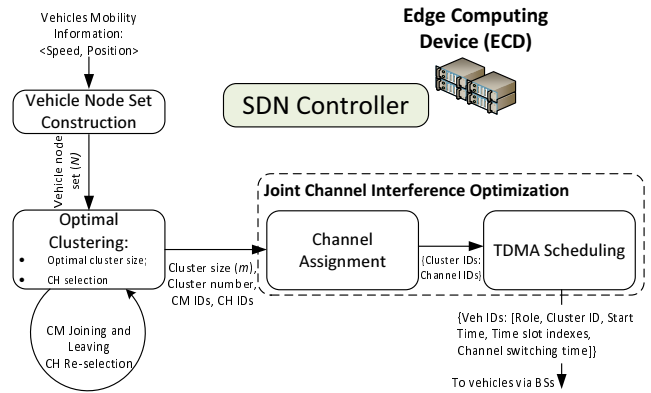 Vehicles Mobility
Information:
<Speed, Position>
Edge Computing
Device (ECD)
SDN Controller
Vehicle Node Set
Construction
Vehicle node
set (N)
Joint Channel Interference Optimization
Optimal
Clustering:
• Optimal cluster size;
• CH selection
Cluster size (m),
Cluster number,
CM IDs, CH IDs
Channel
Assignment
{Cluster IDs:
Channel IDs}
TDMA Scheduling
CM Joining and
Leaving
CH Re-selection
{Veh IDs: [Role, Cluster ID, Start
Time, Time slot indexes,
Channel switching time]}
To vehicles via BSs